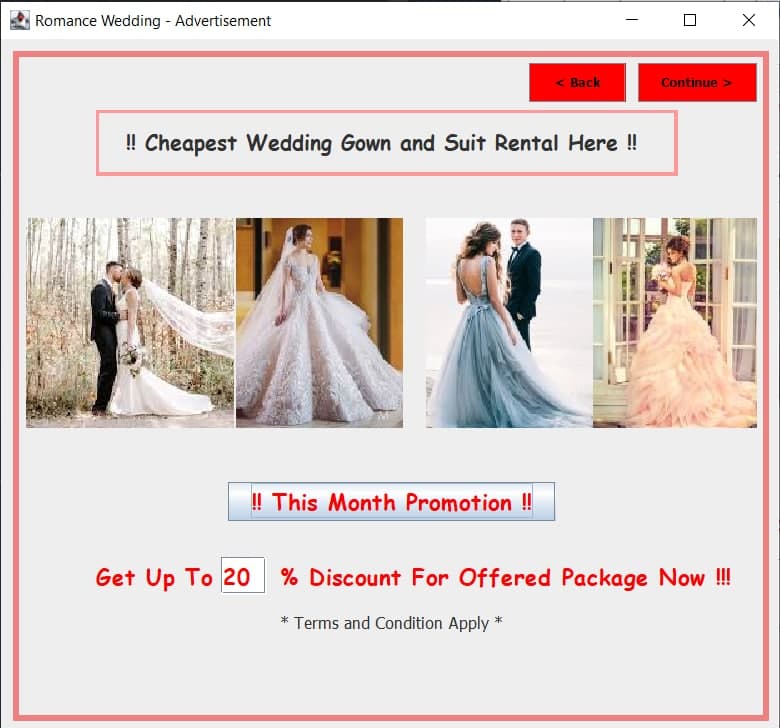 Romance Wedding - Advertisement
< Back
Continue >
!! Cheapest Wedding Gown and Suit Rental Here !!
!! This Month Promotion !!
Get Up To 20 % Discount For Offered Package Now !!!
* Terms and Condition Apply *